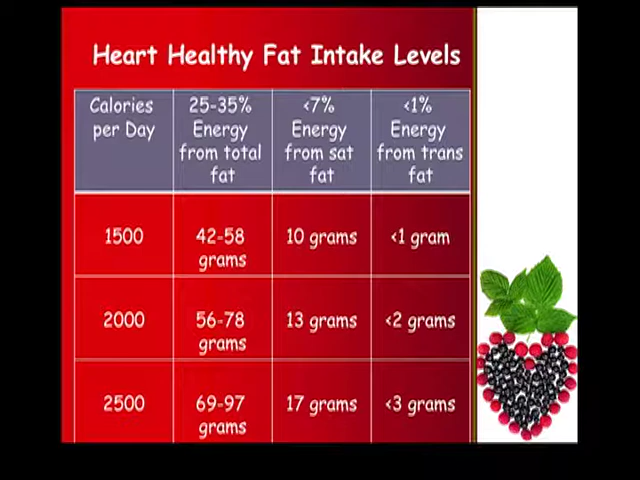 Heart Healthy Fat Intake Levels
Calories per Day
25-35% Energy from total fat
<7% Energy from sat fat
<1% Energy from trans fat
1500
42-58 grams
10 grams
<1 gram
2000
56-78 grams
13 grams
<2 grams
2500
69-97 grams
17 grams
<3 grams